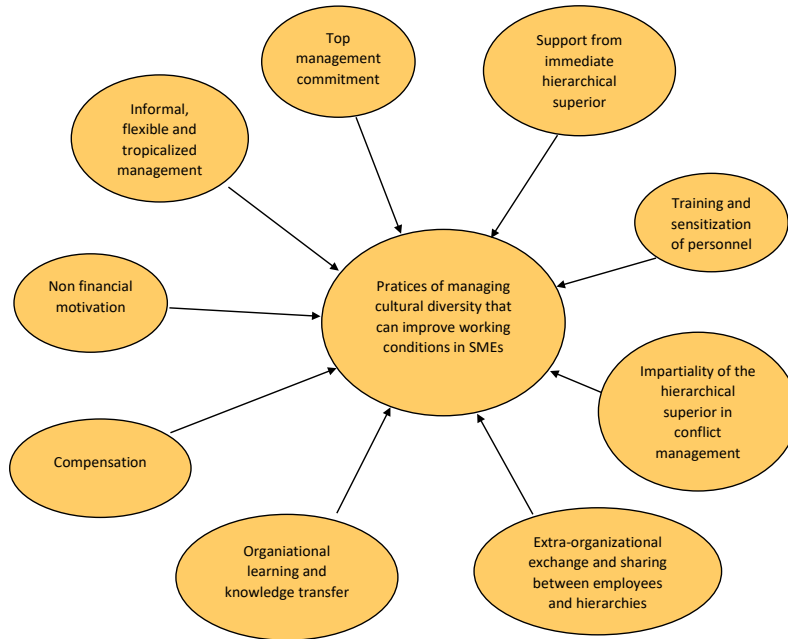 Top
management
commitment
Support from
immediate
hierarchical
superior
Informal,
flexible and
tropicalized
management
Training and
sensitization
of personnel
Non financial
motivation
Pratices of managing
cultural diversity that
can improve working
conditions in SMEs
Impartiality of the
hierarchical
superior in
conflict
management
Compensation
Organiational
learning and
knowledge transfer
Extra-organizational
exchange and sharing
between employees
and hierarchies